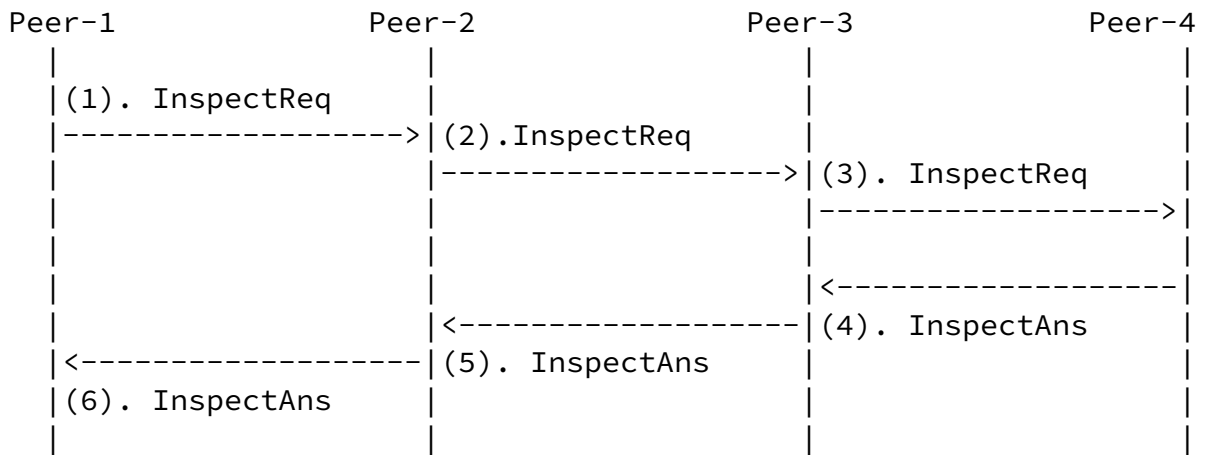 Peer-1 Peer-2 Peer-3 Peer-4
(1). InspectReq
(2).InspectReq
(3). InspectReq
(4). InspectAns
(5). InspectAns
(6). InspectAns